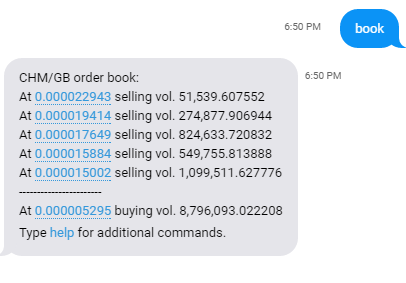 6:50 PM
book
CHM/GB order book:
6:50 PM
At 0.000022943 selling vol. 51,539.607552
At 0.000019414 selling vol. 274,877.906944
At 0.000017649 selling vol. 824,633.720832
At 0.000015884 selling vol. 549,755.813888
At 0.000015002 selling vol. 1,099,511.627776
-----------------------
At 0.000005295 buying vol. 8,796,093.022208
Type help for additional commands.